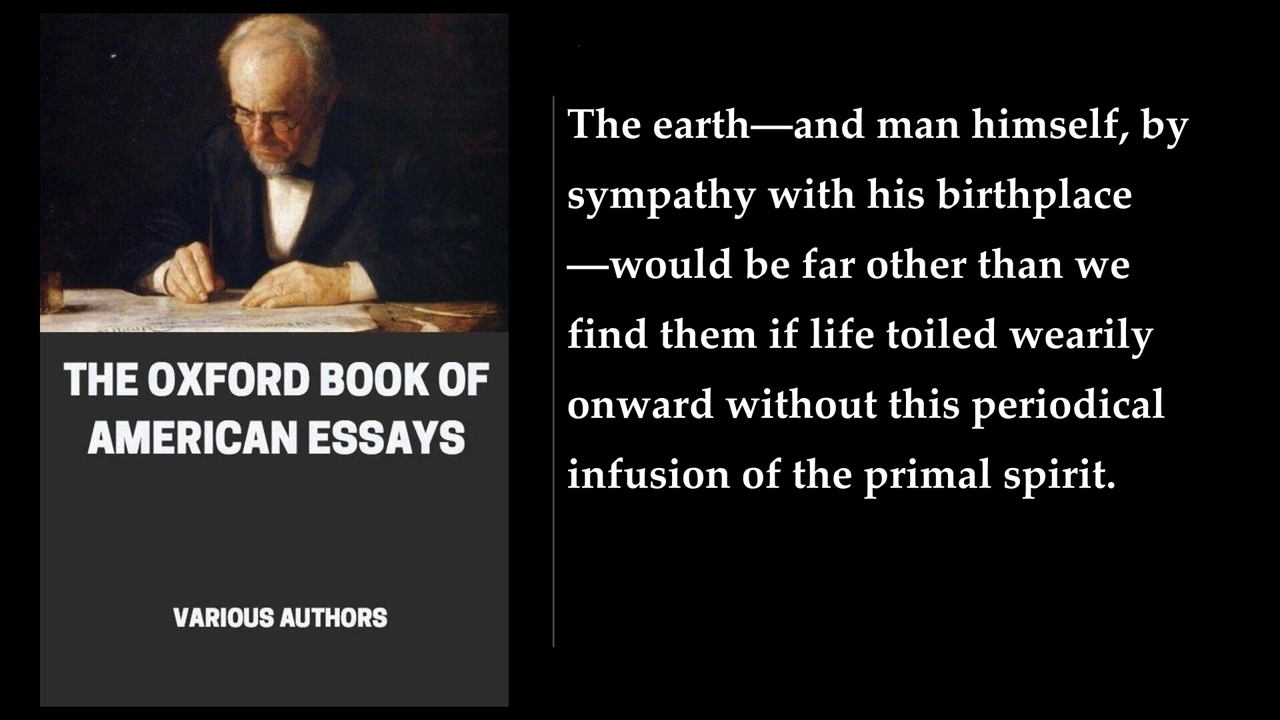 THE OXFORD BOOK OF
AMERICAN ESSAYS
VARIOUS AUTHORS
The earth—and man himself, by
sympathy with his birthplace
—would be far other than we
find them if life toiled wearily
onward without this periodical
infusion of the primal spirit.